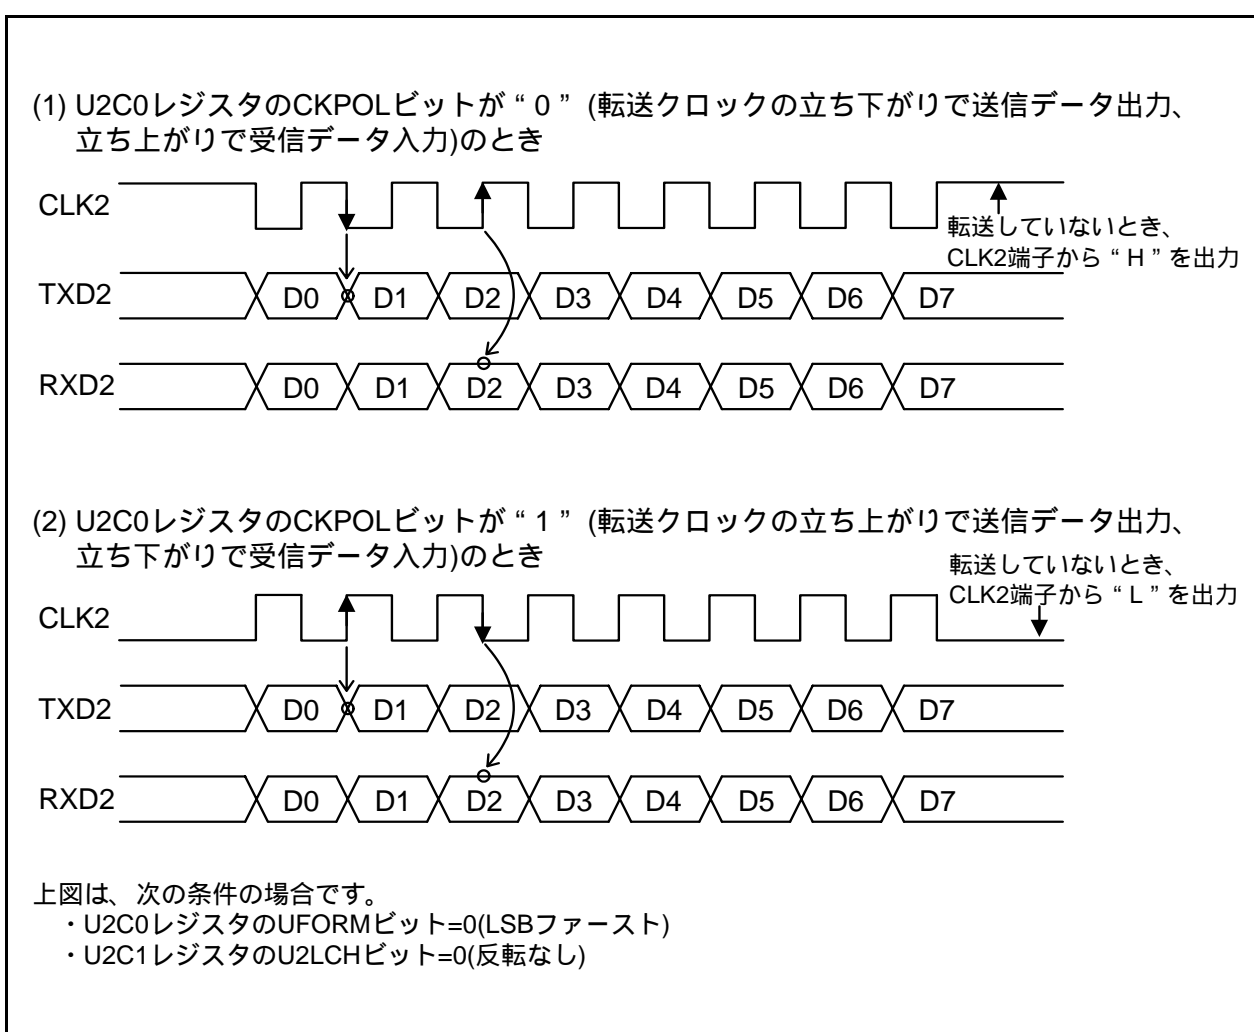 (1) U2C0レジスタのCKPOLビットが“0”(転送クロックの立ち下がりで送信データ出力、
立ち上がりで受信データ入力)のとき
CLK2
転送していないとき、
CLK2端子から“H”を出力
TXD2 D0 D1 D2 D3 D4 D5 D6 D7
RXD2 D0 D1 D2 D3 D4 D5 D6 D7
(2) U2C0レジスタのCKPOLビットが“1”(転送クロックの立ち上がりで送信データ出力、
立ち下がりで受信データ入力)のとき
転送していないとき、
CLK2端子から“L”を出力
CLK2
TXD2 D0 D1 D2 D3 D4 D5 D6 D7
RXD2 D0 D1 D2 D3 D4 D5 D6 D7
上図は、次の条件の場合です。
・U2C0レジスタのUFORMビット=0(LSBファースト)
・U2C1レジスタのU2LCHビット=0(反転なし)